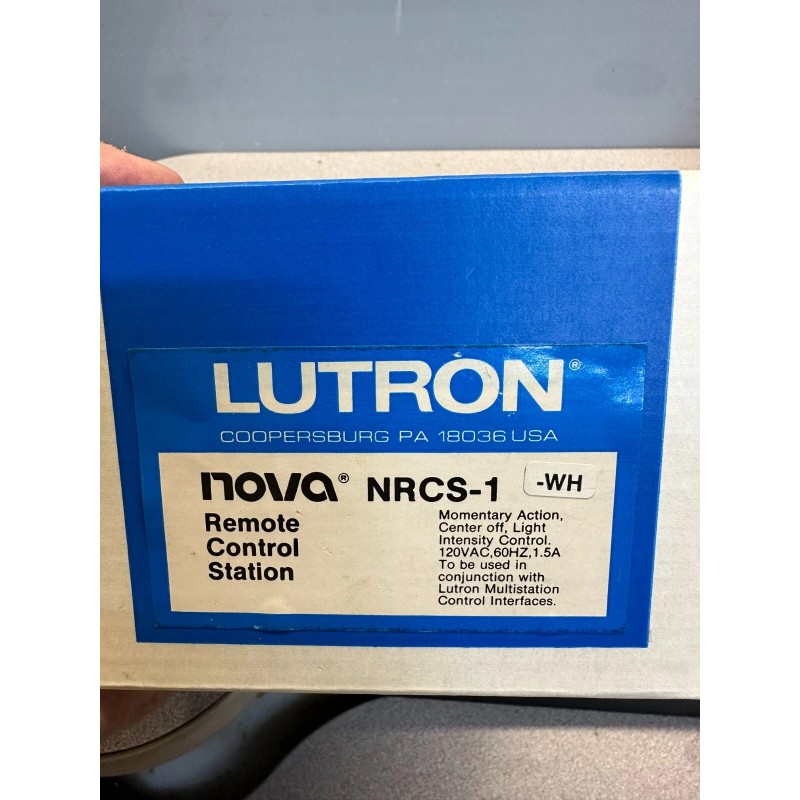 LUTRON®
COOPERSBURG PA 18036 USA
nova® NRCS-1 -WH
Remote
Control
Station
Momentary Action,
Center off, Light
Intensity Control.
120VAC,60HZ,1.5A
To be used in
conjunction with
Lutron Multistation
Control Interfaces.